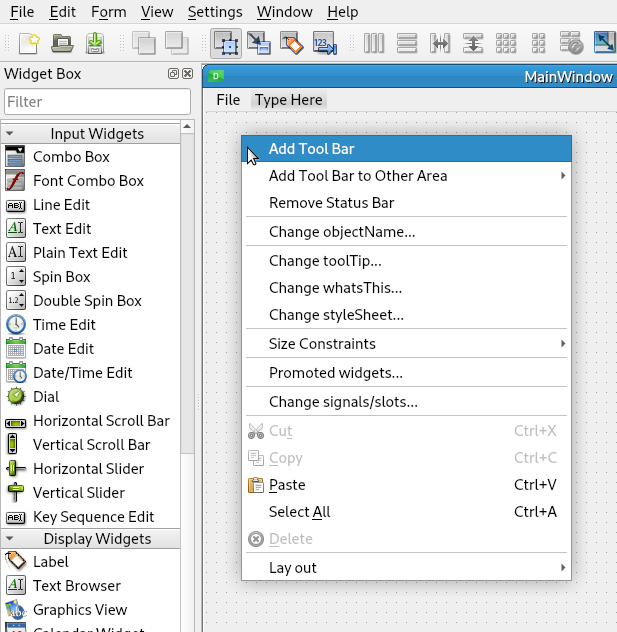 File Edit Form View Settings Window Help
Widget Box
Filter
Input Widgets
Combo Box
Font Combo Box
Line Edit
Text Edit
Plain Text Edit
Spin Box
Double Spin Box
Time Edit
Date Edit
Date/Time Edit
Dial
Horizontal Scroll Bar
Vertical Scroll Bar
Horizontal Slider
Vertical Slider
Key Sequence Edit
Display Widgets
Label
Text Browser
Graphics View
Calendar Widget
MainWindow
File Type Here
Add Tool Bar
Add Tool Bar to Other Area
Remove Status Bar
Change objectName...
Change toolTip...
Change whatsThis...
Change styleSheet...
Size Constraints
Promoted widgets...
Change signals/slots...
Cut Ctrl+X
Copy Ctrl+C
Paste Ctrl+V
Select All Ctrl+A
Delete
Lay out